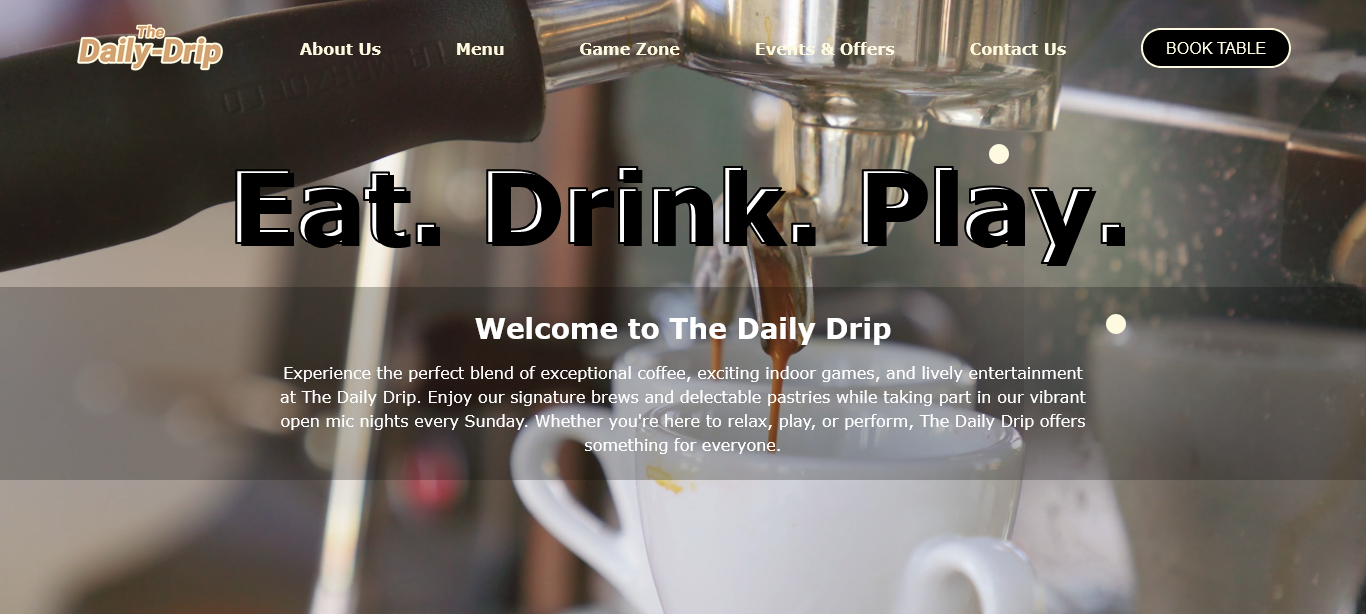 The
Daily-Drip
About Us
Menu
Game Zone
Events & Offers
Contact Us
BOOK TABLE
Eat. Drink. Play.
Welcome to The Daily Drip
Experience the perfect blend of exceptional coffee, exciting indoor games, and lively entertainment
at The Daily Drip. Enjoy our signature brews and delectable pastries while taking part in our vibrant
open mic nights every Sunday. Whether you're here to relax, play, or perform, The Daily Drip offers
something for everyone.